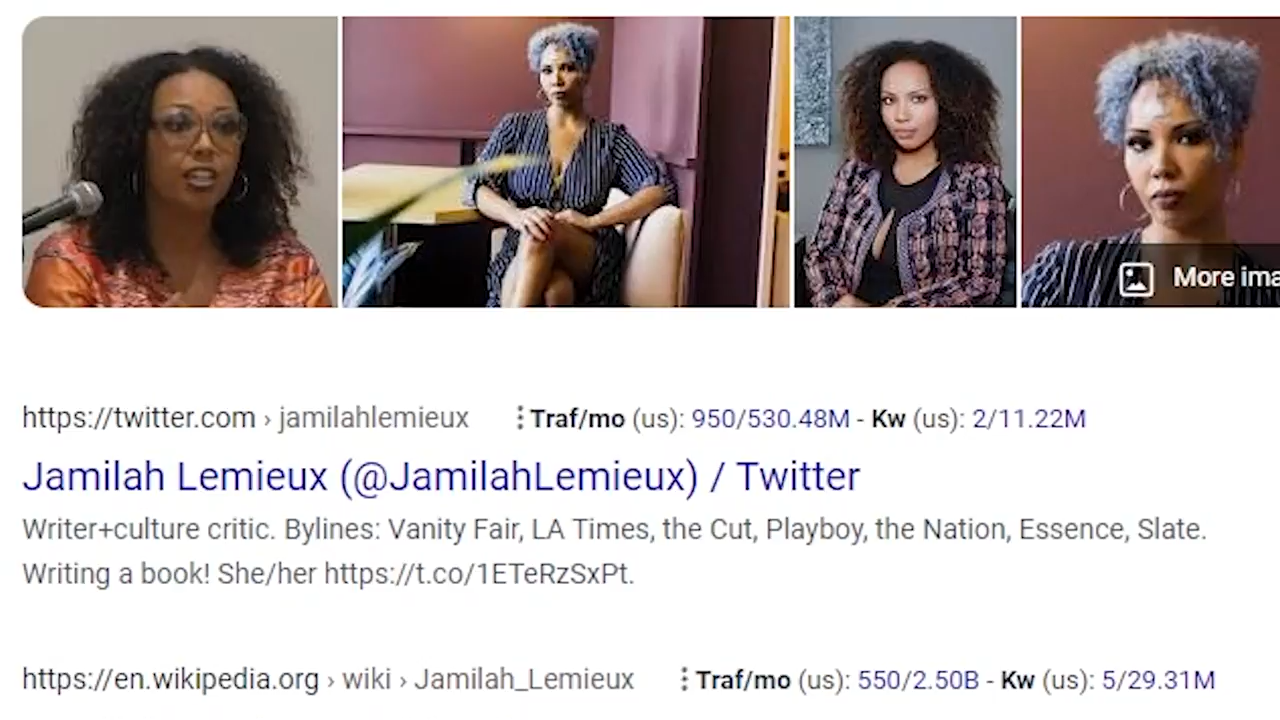 More ima
https://twitter.com › jamilahlemieux ⋮Traf/mo (us): 950/530.48M - Kw (us): 2/11.22M
Jamilah Lemieux (@JamilahLemieux) / Twitter
Writer+culture critic. Bylines: Vanity Fair, LA Times, the Cut, Playboy, the Nation, Essence, Slate.
Writing a book! She/her https://t.co/1ETeRzSxPt.
https://en.wikipedia.org › wiki › Jamilah_Lemieux ⋮Traf/mo (us): 550/2.50B - Kw (us): 5/29.31M